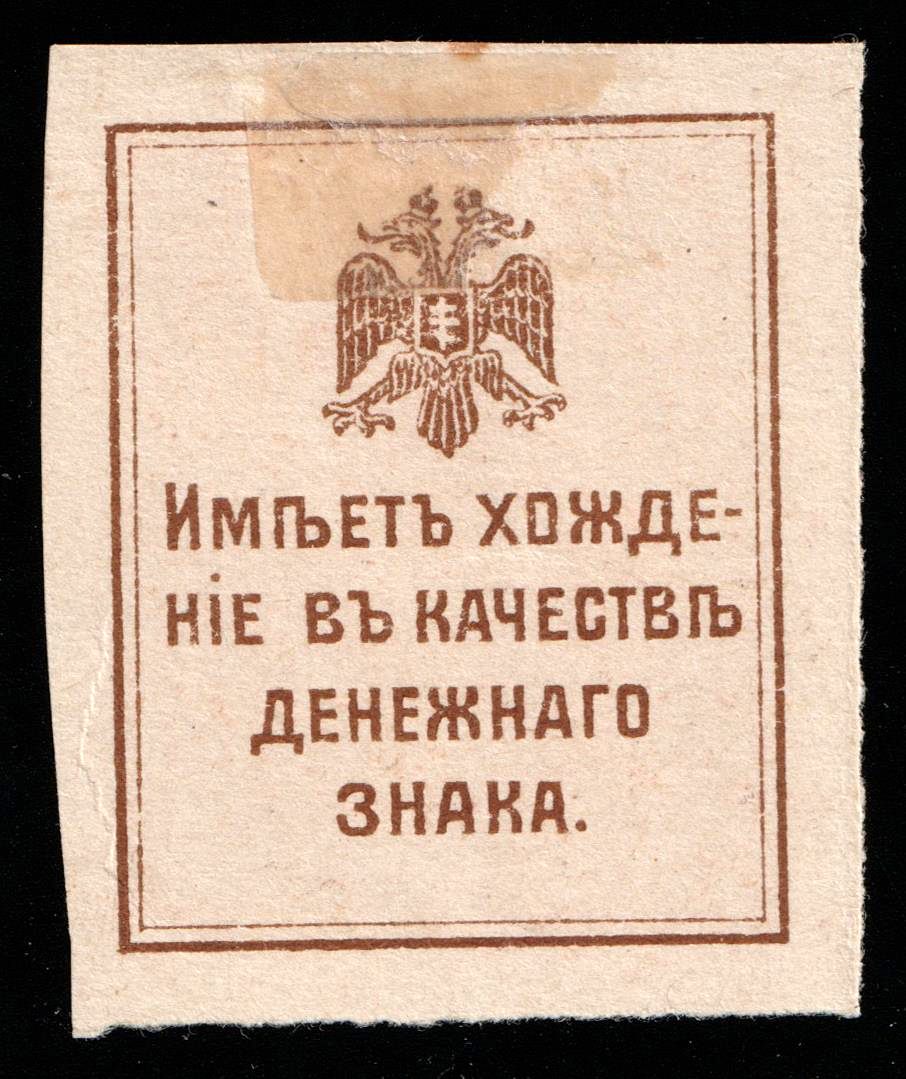 Имѣетъ хожде-
ніе въ качествѣ
денежнаго
знака.